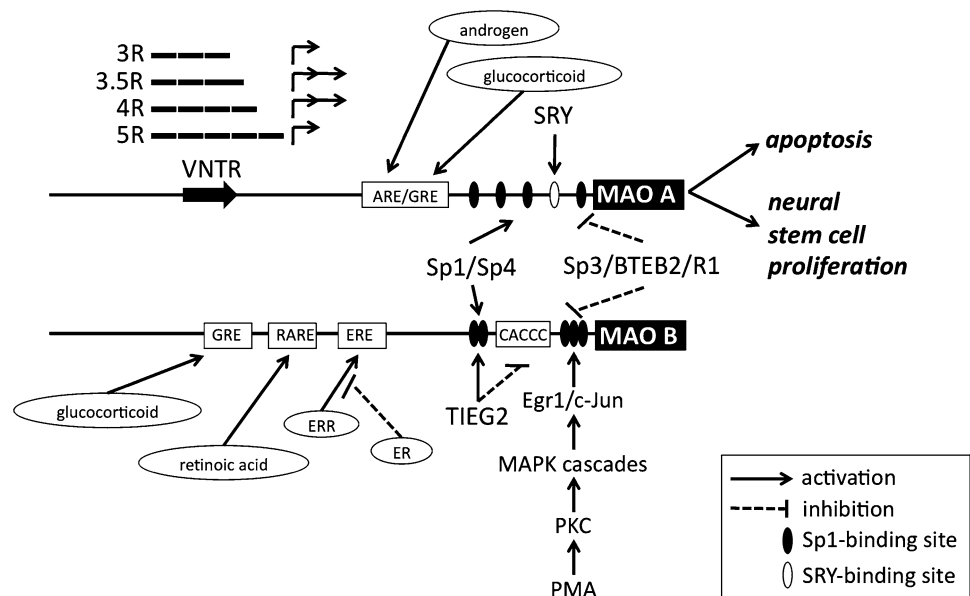 androgen
3R
3.5R
glucocorticoid
4R
SRY
5R
apoptosis
VNTR
ARE/GRE
MAO A
neural
stem cell
proliferation
Sp1/Sp4
Sp3/BTEB2/R1
GRE
RARE
ERE
CACCC
MAO B
glucocorticoid
TIEG2
Egr1/c-Jun
ERR
ER
retinoic acid
MAPK cascades
activation
inhibition
PKC
Sp1-binding site
SRY-binding site
PMA